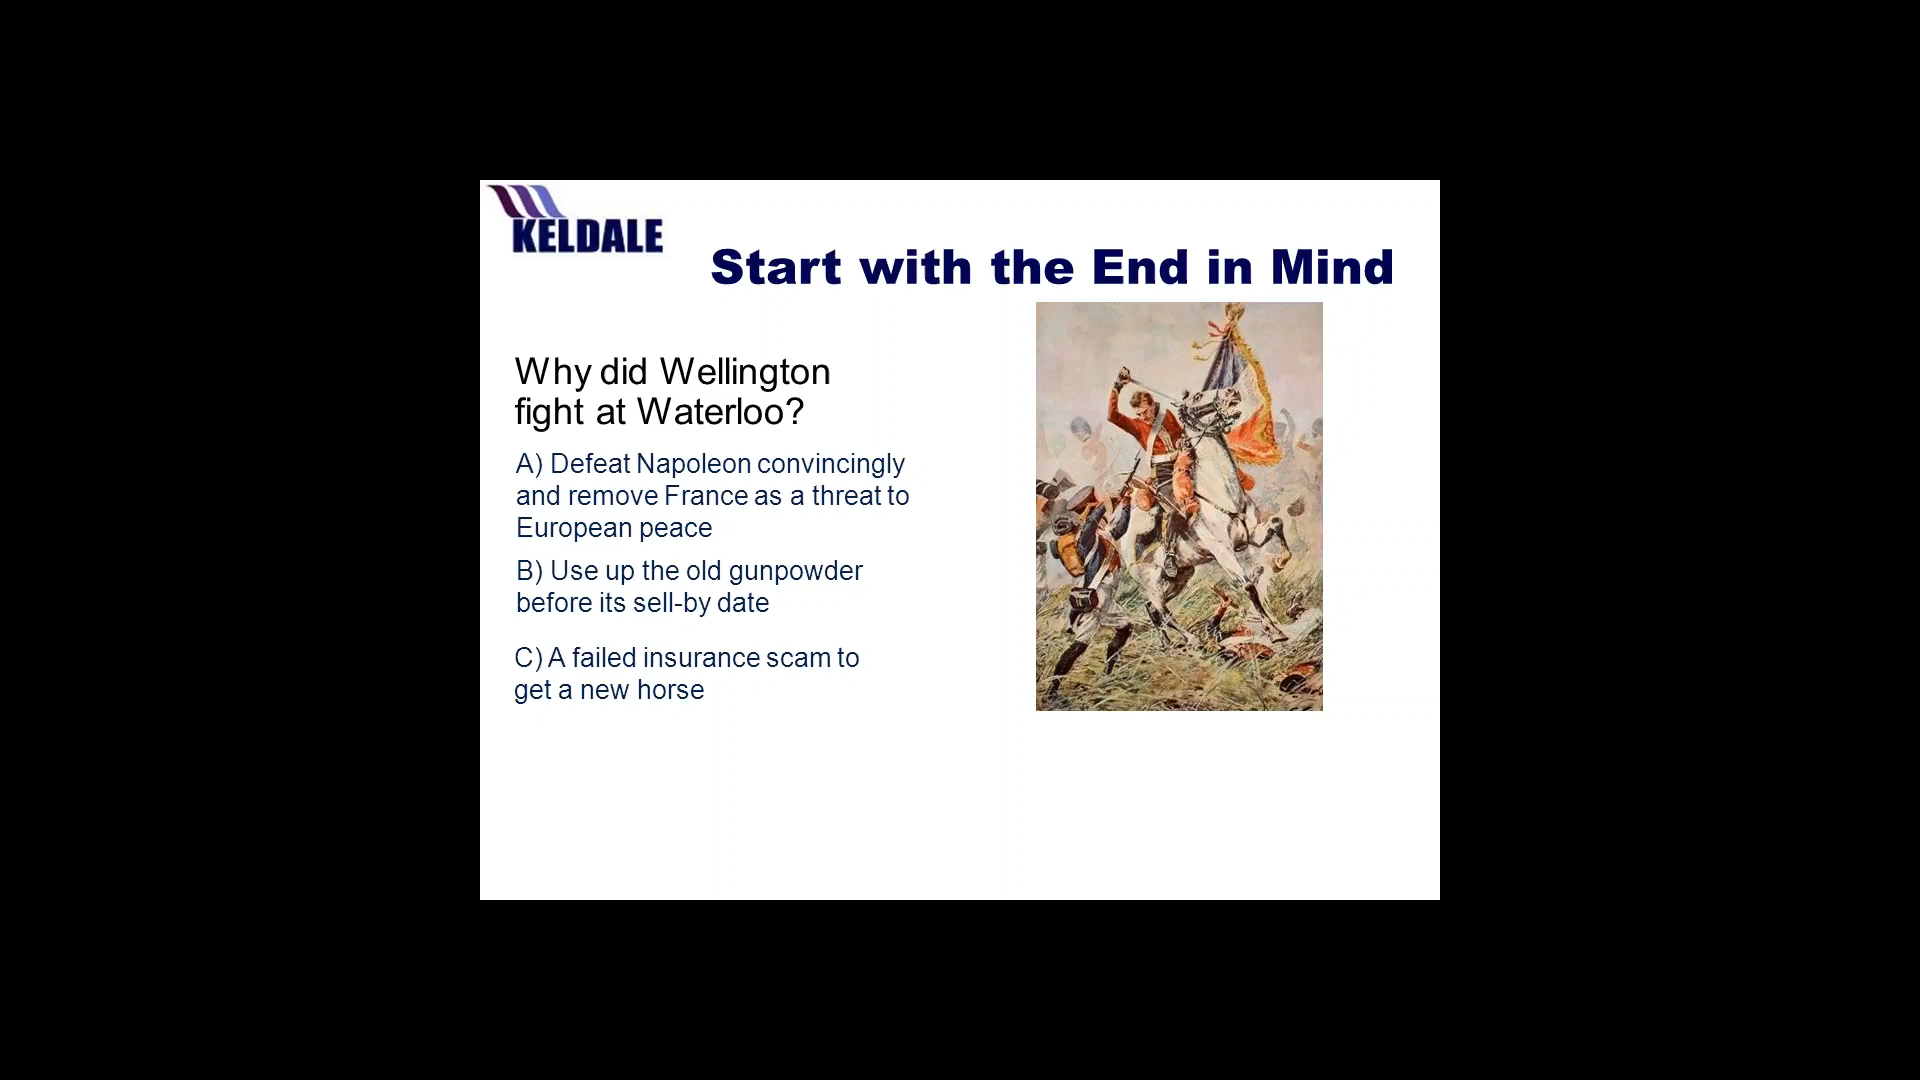 KELDALE
Start with the End in Mind
Why did Wellington
fight at Waterloo?
A) Defeat Napoleon convincingly
and remove France as a threat to
European peace
B) Use up the old gunpowder
before its sell-by date
C) A failed insurance scam to
get a new horse